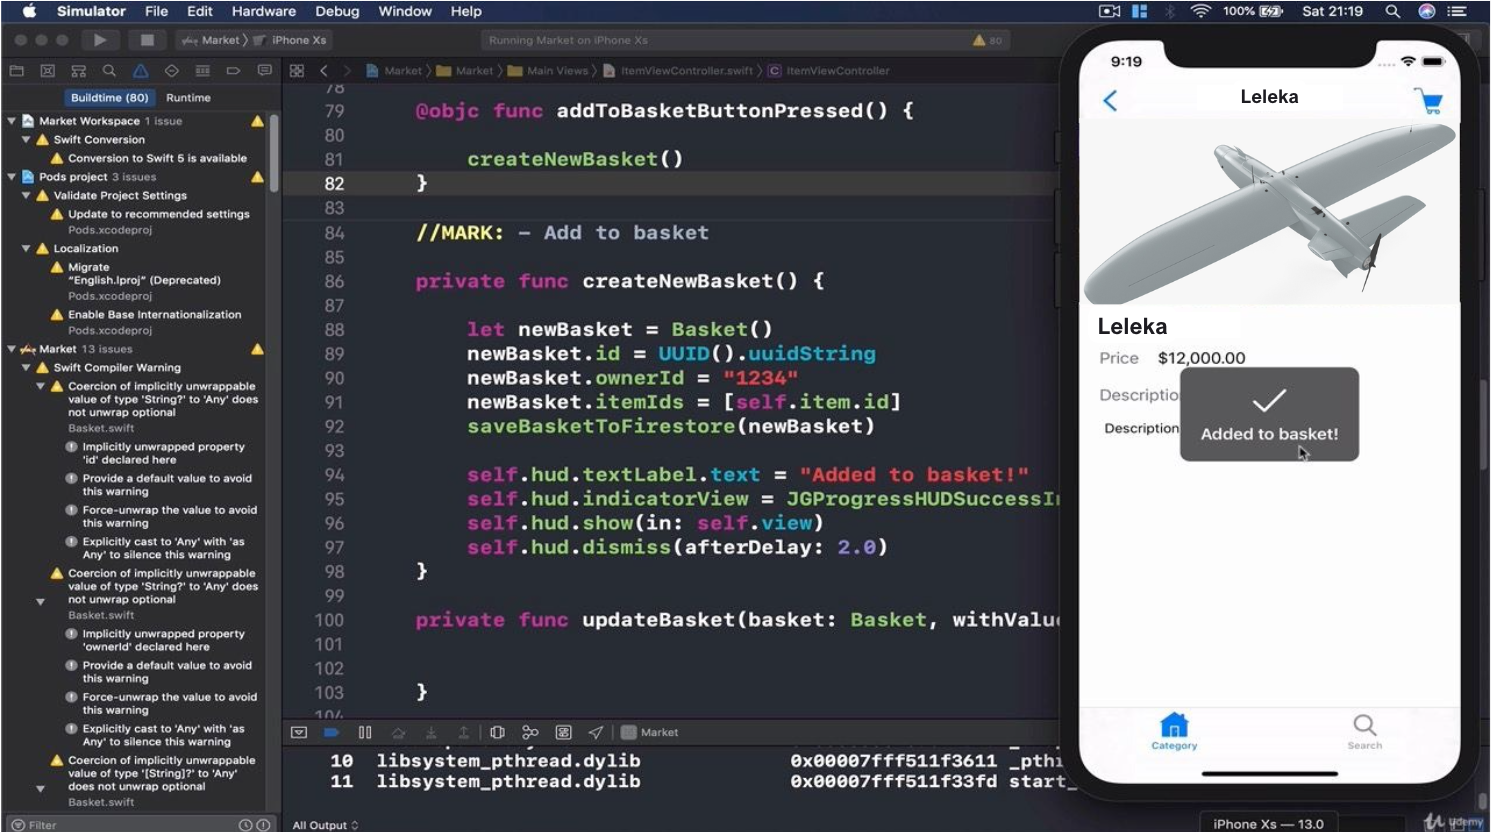 Simulator File Edit Hardware Debug Window Help
100% Sat 21:19
Market iPhone Xs
Running Market on iPhone Xs
80
Market Market Main Views ItemViewController.swift C ItemViewController
Buildtime (80) Runtime
Market Workspace 1 issue
Swift Conversion
Conversion to Swift 5 is available
Pods project 3 issues
Validate Project Settings
Update to recommended settings
Pods.xcodeproj
Localization
Migrate
“English.lproj” (Deprecated)
Pods.xcodeproj
Enable Base Internationalization
Pods.xcodeproj
Market 13 issues
Swift Compiler Warning
Coercion of implicitly unwrappable
value of type 'String?' to 'Any' does
not unwrap optional
Basket.swift
Implicitly unwrapped property
'id' declared here
Provide a default value to avoid
this warning
Force-unwrap the value to avoid
this warning
Explicitly cast to 'Any' with 'as
Any' to silence this warning
Coercion of implicitly unwrappable
value of type 'String?' to 'Any' does
not unwrap optional
Basket.swift
Implicitly unwrapped property
'ownerId' declared here
Provide a default value to avoid
this warning
Force-unwrap the value to avoid
this warning
Explicitly cast to 'Any' with 'as
Any' to silence this warning
Coercion of implicitly unwrappable
value of type '[String]?' to 'Any'
does not unwrap optional
Basket.swift
Filter
78
79 @objc func addToBasketButtonPressed() {
80
81 createNewBasket()
82 }
83
84 //MARK: - Add to basket
85
86 private func createNewBasket() {
87
88 let newBasket = Basket()
89 newBasket.id = UUID().uuidString
90 newBasket.ownerId = "1234"
91 newBasket.itemIds = [self.item.id]
92 saveBasketToFirestore(newBasket)
93
94 self.hud.textLabel.text = "Added to basket!"
95 self.hud.indicatorView = JGProgressHUDSuccessIn
96 self.hud.show(in: self.view)
97 self.hud.dismiss(afterDelay: 2.0)
98 }
99
100 private func updateBasket(basket: Basket, withValu
101
102
103 }
104
Market
10 libsystem_pthread.dylib 0x00007fff511f3611 _pthr
11 libsystem_pthread.dylib 0x00007fff511f33fd start_
All Output
9:19
Leleka
Leleka
Price $12,000.00
Descriptio
Description
Added to basket!
Category
Search
iPhone Xs — 13.0
Udemy